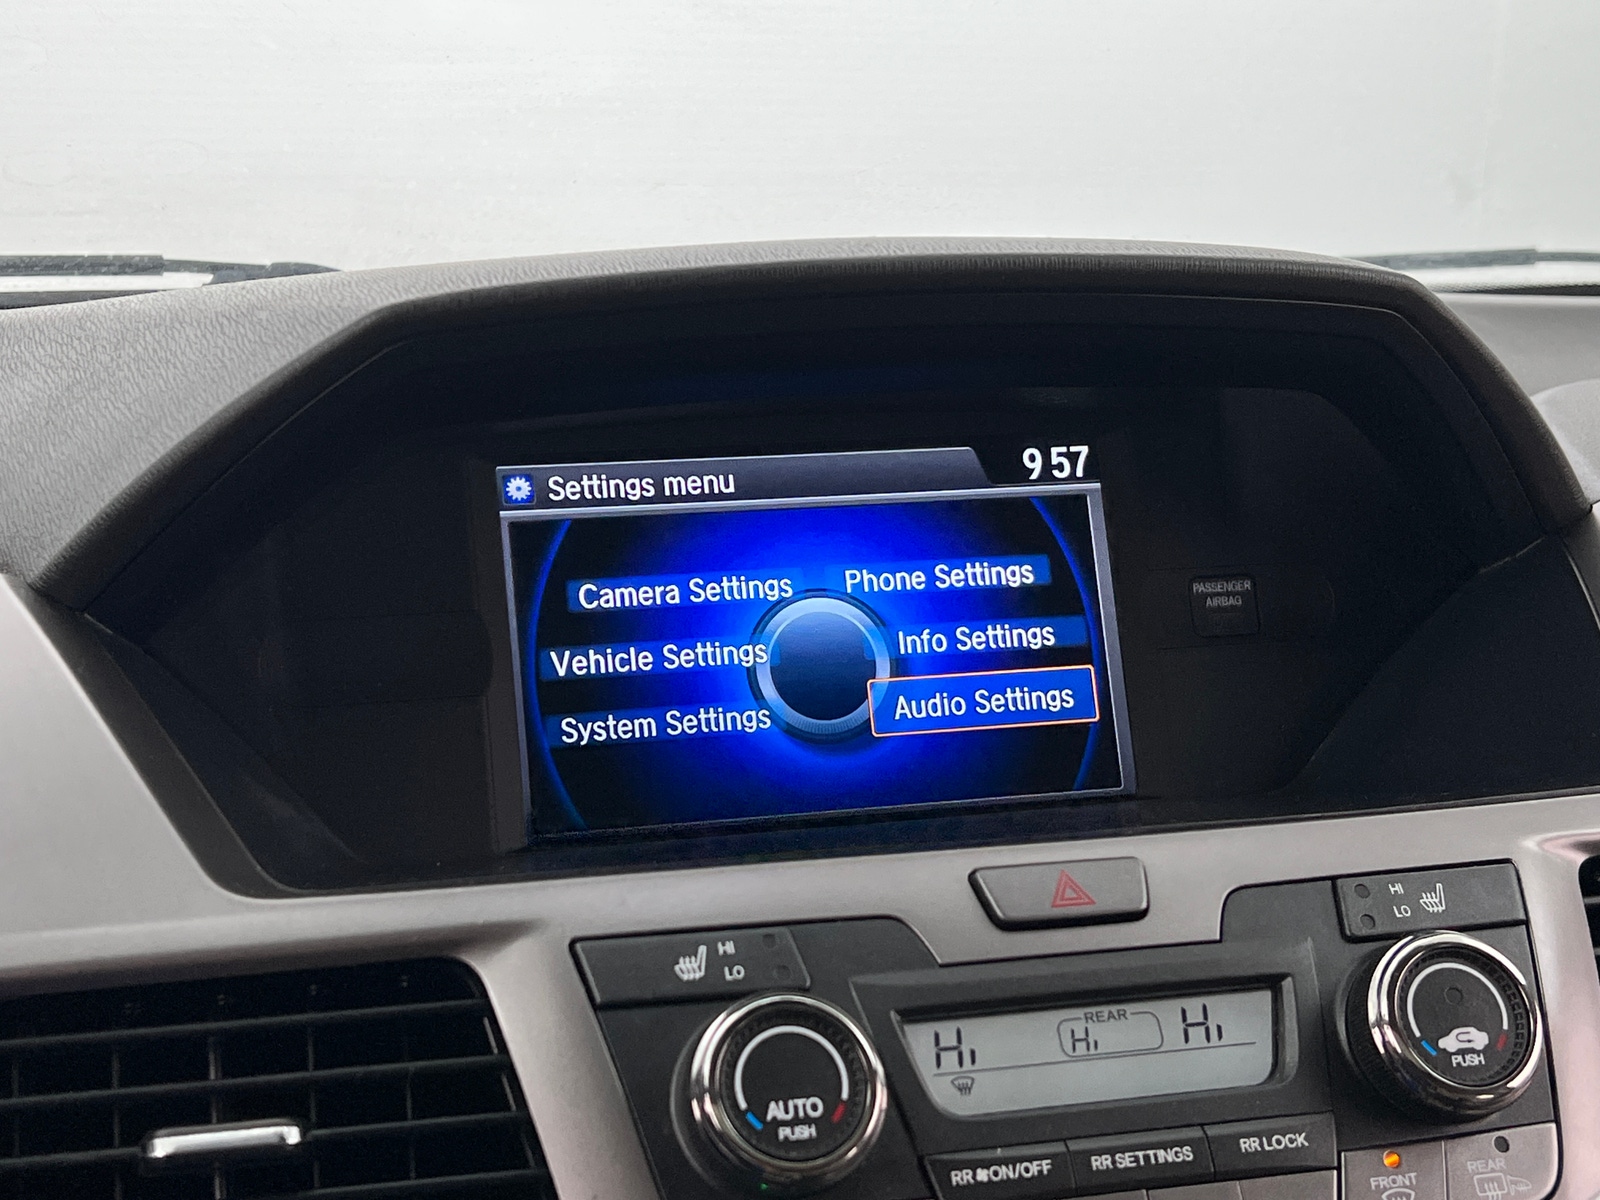 Settings menu
9 57
Camera Settings
Phone Settings
Vehicle Settings
Info Settings
System Settings
Audio Settings
PASSENGER
AIRBAG
HI
LO
HI
LO
HI
REAR
HI
HI
AUTO
PUSH
PUSH
RR ON/OFF
RR SETTINGS
RR LOCK
FRONT
REAR